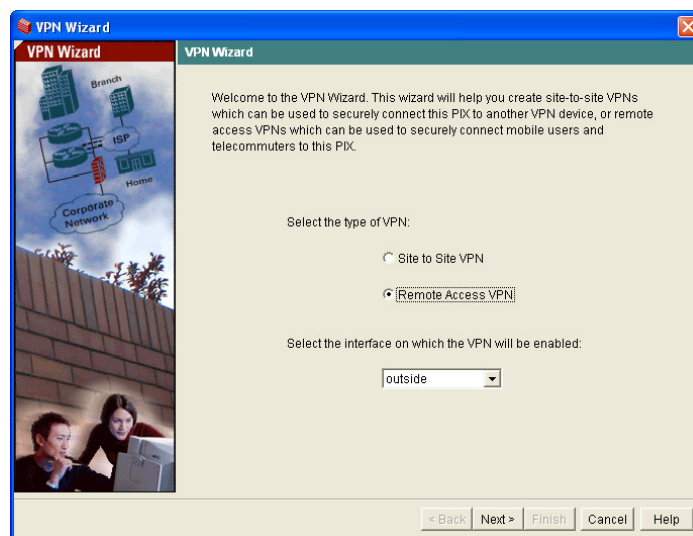 VPN Wizard
VPN Wizard
VPN Wizard
Branch
ISP
Home
Corporate
Network
Welcome to the VPN Wizard. This wizard will help you create site-to-site VPNs
which can be used to securely connect this PIX to another VPN device, or remote
access VPNs which can be used to securely connect mobile users and
telecommuters to this PIX.
Select the type of VPN:
Site to Site VPN
Remote Access VPN
Select the interface on which the VPN will be enabled:
outside
< Back Next > Finish Cancel Help